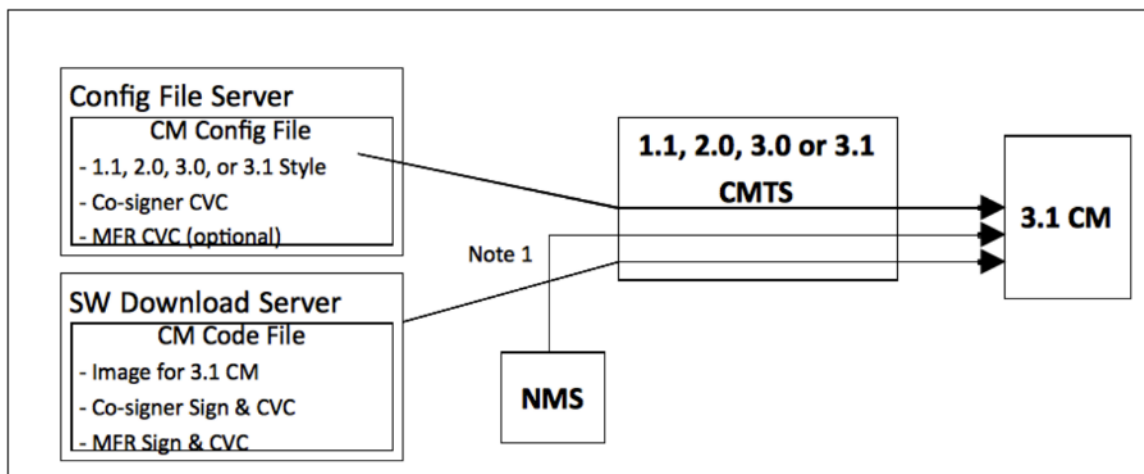 Config File Server
CM Config File
- 1.1, 2.0, 3.0, or 3.1 Style
- Co-signer CVC
- MFR CVC (optional)
SW Download Server
CM Code File
- Image for 3.1 CM
- Co-signer Sign & CVC
- MFR Sign & CVC
Note 1
NMS
1.1, 2.0, 3.0 or 3.1
CMTS
3.1 CM